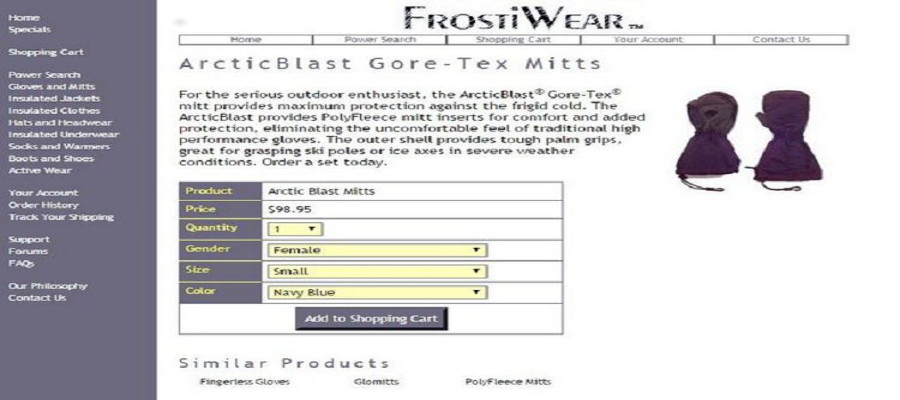 FROSTIWEAR™
Home Power Search Shopping Cart Your Account Contact Us
Home
Specials
Shopping Cart
Power Search
Gloves and Mitts
Insulated Jackets
Insulated Clothes
Hats and Headwear
Insulated Underwear
Socks and Warmers
Boots and Shoes
Active Wear
Your Account
Order History
Track Your Shipping
Support
Forums
FAQs
Our Philosophy
Contact Us
ArcticBlast Gore-Tex Mitts
For the serious outdoor enthusiast, the ArcticBlast® Gore-Tex®
mitt provides maximum protection against the frigid cold. The
ArcticBlast provides PolyFleece mitt inserts for comfort and added
protection, eliminating the uncomfortable feel of traditional high
performance gloves. The outer shell provides tough palm grips,
great for grasping ski poles or ice axes in severe weather
conditions. Order a set today.
Product Arctic Blast Mitts
Price $98.95
Quantity 1
Gender Female
Size Small
Color Navy Blue
Add to Shopping Cart
Similar Products
Fingerless Gloves Glomitts PolyFleece Mitts